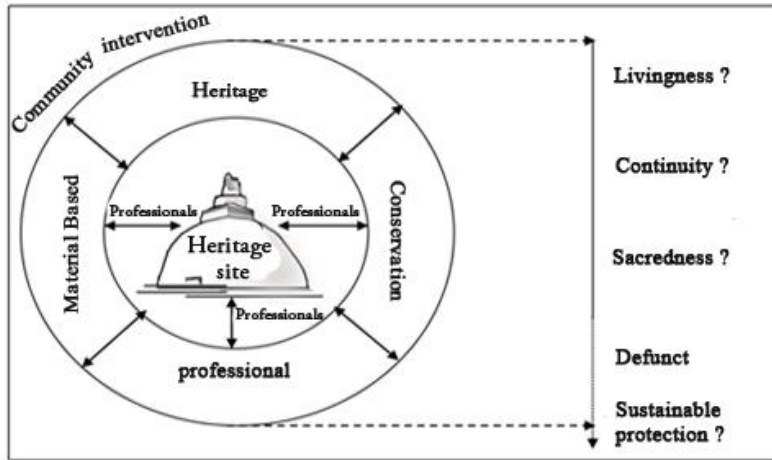 Community intervention
Heritage
Material Based
Conservation
professional
Professionals
Professionals
Heritage
site
Professionals
Livingness ?
Continuity ?
Sacredness ?
Defunct
Sustainable
protection ?